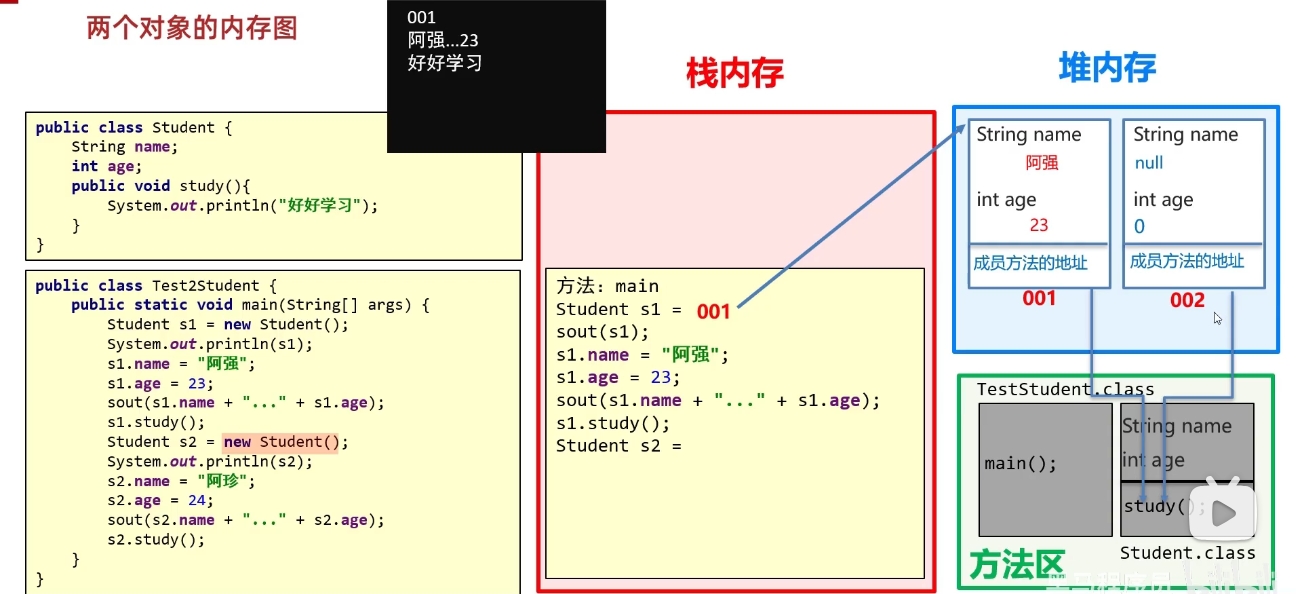 两个对象的内存图
001
阿强...23
好好学习
栈内存
堆内存
public class Student {
String name;
int age;
public void study(){
System.out.println("好好学习");
}
}
public class Test2Student {
public static void main(String[] args) {
Student s1 = new Student();
System.out.println(s1);
s1.name = "阿强";
s1.age = 23;
sout(s1.name + "..." + s1.age);
s1.study();
Student s2 = new Student();
System.out.println(s2);
s2.name = "阿珍";
s2.age = 24;
sout(s2.name + "..." + s2.age);
s2.study();
}
}
方法：main
Student s1 = 001
sout(s1);
s1.name = "阿强";
s1.age = 23;
sout(s1.name + "..." + s1.age);
s1.study();
Student s2 =
String name
阿强
int age
23
成员方法的地址
001
String name
null
int age
0
成员方法的地址
002
TestStudent.class
main();
String name
int age
study();
Student.class
方法区